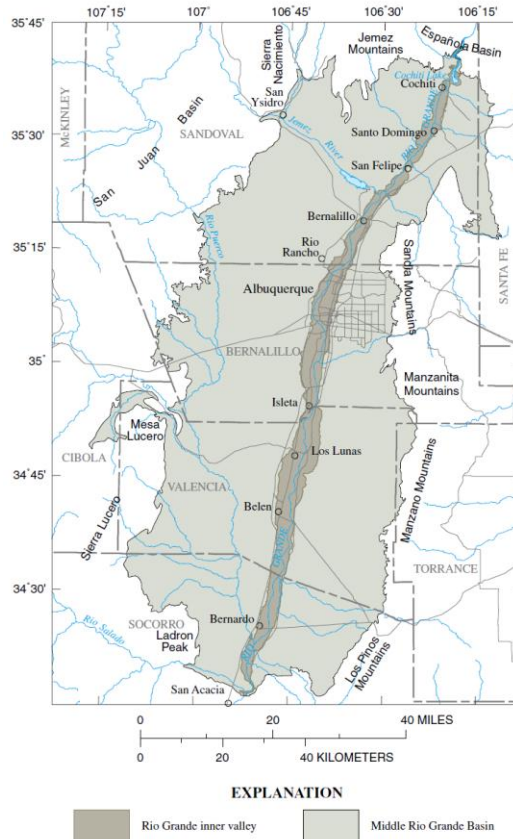 107°15'
107°
106°45'
106°30'
106°15'
35°45'
35°30'
35°15'
35°
34°45'
34°30'
Española Basin
Jemez
Mountains
Sierra
Nacimiento
Cochiti Lake
Cochiti
McKINLEY
San Juan Basin
SANDOVAL
San
Ysidro
Jemez River
Santo Domingo
RIO GRANDE
San Felipe
Bernalillo
Rio Puerco
Rio
Rancho
SANTA FE
Sandia Mountains
Albuquerque
BERNALILLO
Manzanita
Mountains
Isleta
Mesa
Lucero
CIBOLA
Los Lunas
VALENCIA
Belen
Manzano Mountains
Sierra Lucero
GRANDE
TORRANCE
SOCORRO
Bernardo
Ladron
Peak
Rio Salado
RIO
Los Pinos
Mountains
San Acacia
0 20 40 MILES
0 20 40 KILOMETERS
EXPLANATION
Rio Grande inner valley
Middle Rio Grande Basin